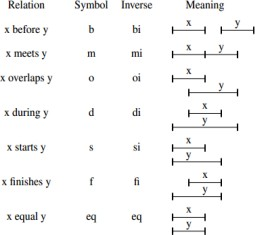 Relation Symbol Inverse Meaning
x before y b bi x y
x meets y m mi x y
x overlaps y o oi x
y
x during y d di x
y
x starts y s si x
y
x finishes y f fi x
y
x equal y eq eq x
y